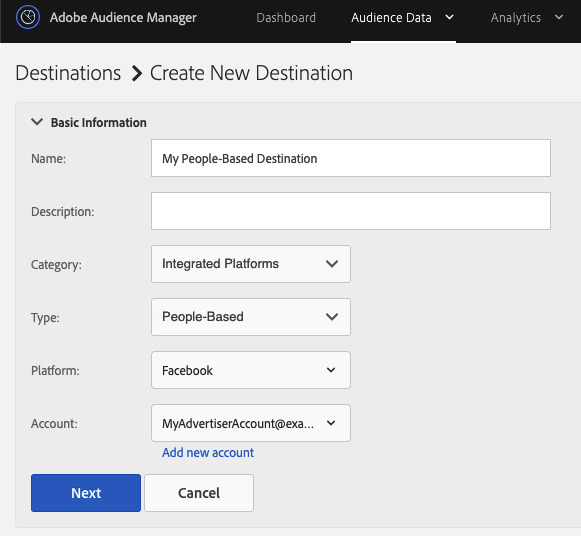 Adobe Audience Manager Dashboard Audience Data Analytics
Destinations > Create New Destination
Basic Information
Name: My People-Based Destination
Description:
Category: Integrated Platforms
Type: People-Based
Platform: Facebook
Account: MyAdvertiserAccount@exa...
Add new account
Next Cancel